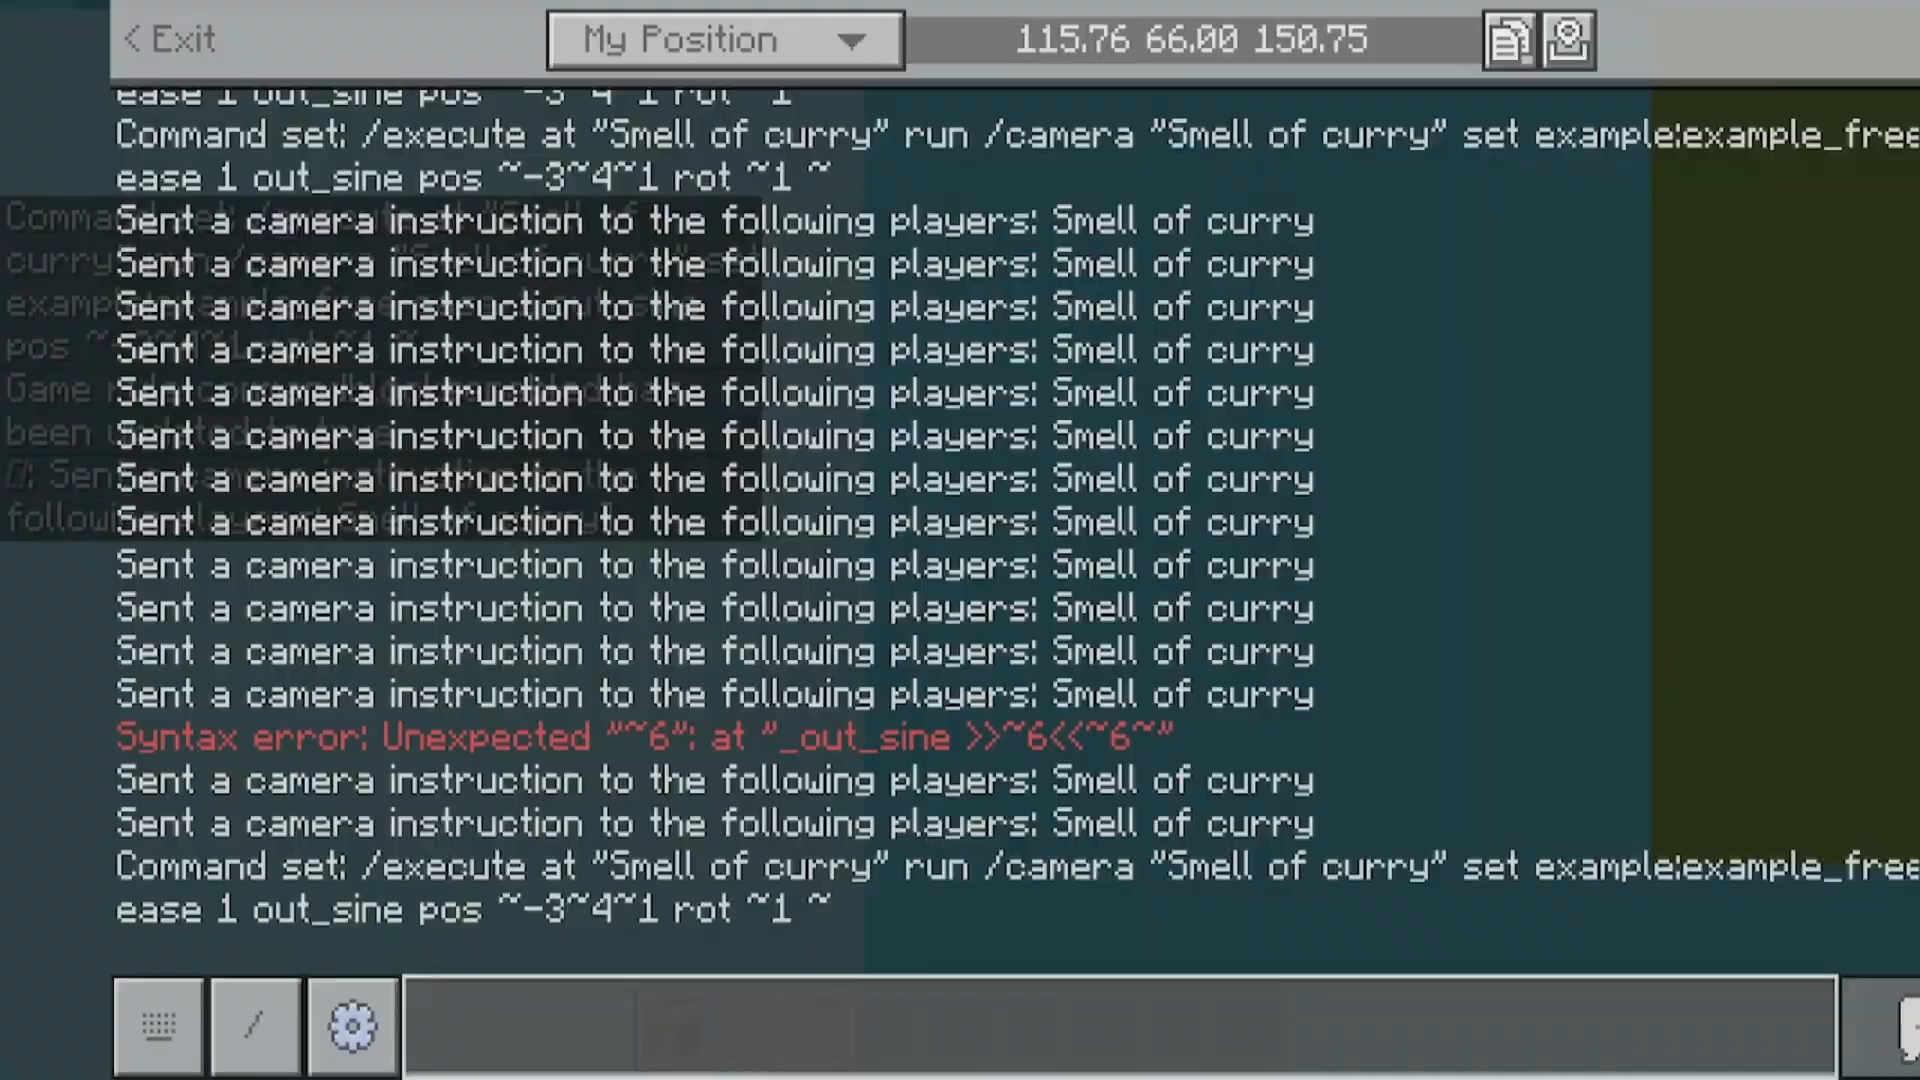 < Exit
My Position
115.76 66.00 150.75
ease 1 out_sine pos ~-3~4~1 rot ~1
Command set: /execute at "Smell of curry" run /camera "Smell of curry" set example:example_free
ease 1 out_sine pos ~-3~4~1 rot ~1 ~
Sent a camera instruction to the following players: Smell of curry
Sent a camera instruction to the following players: Smell of curry
Sent a camera instruction to the following players: Smell of curry
Sent a camera instruction to the following players: Smell of curry
Sent a camera instruction to the following players: Smell of curry
Sent a camera instruction to the following players: Smell of curry
Sent a camera instruction to the following players: Smell of curry
Sent a camera instruction to the following players: Smell of curry
Sent a camera instruction to the following players: Smell of curry
Sent a camera instruction to the following players: Smell of curry
Sent a camera instruction to the following players: Smell of curry
Sent a camera instruction to the following players: Smell of curry
Syntax error: Unexpected "~6": at "_out_sine >>~6<<~6~"
Sent a camera instruction to the following players: Smell of curry
Sent a camera instruction to the following players: Smell of curry
Command set: /execute at "Smell of curry" run /camera "Smell of curry" set example:example_free
ease 1 out_sine pos ~-3~4~1 rot ~1 ~
/